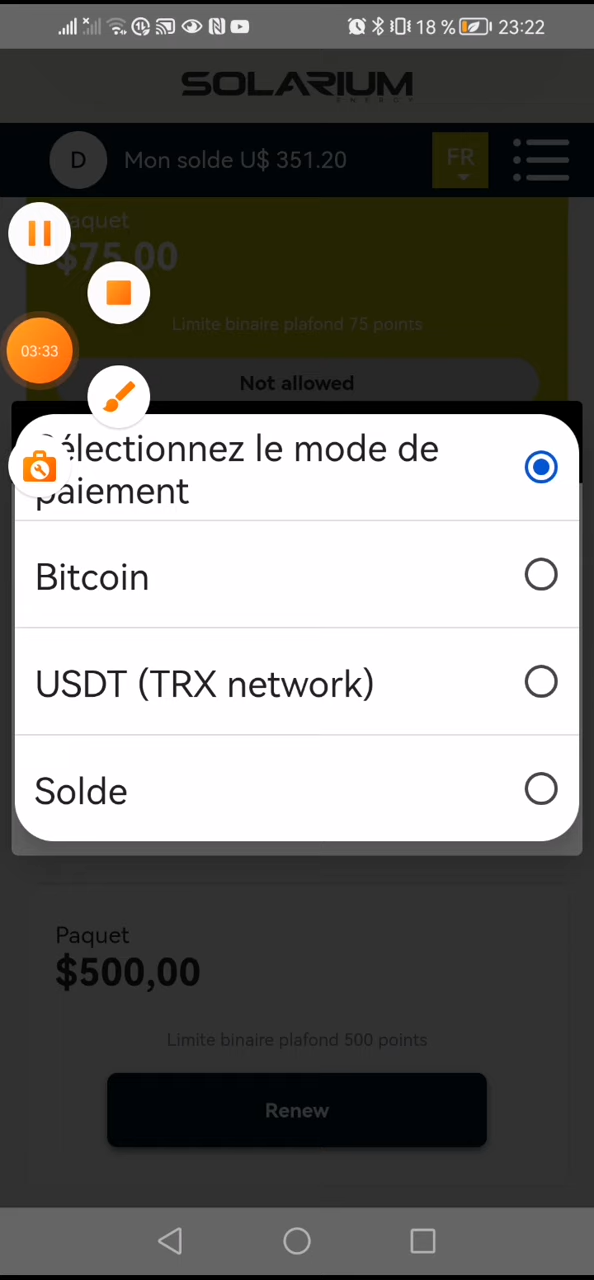 18 % 23:22
SOLARIUM
ENERGY
D Mon solde U$ 351.20 FR
aquet
$75,00
Limite binaire plafond 75 points
03:33
Not allowed
Sélectionnez le mode de
paiement
Bitcoin
USDT (TRX network)
Solde
Paquet
$500,00
Limite binaire plafond 500 points
Renew